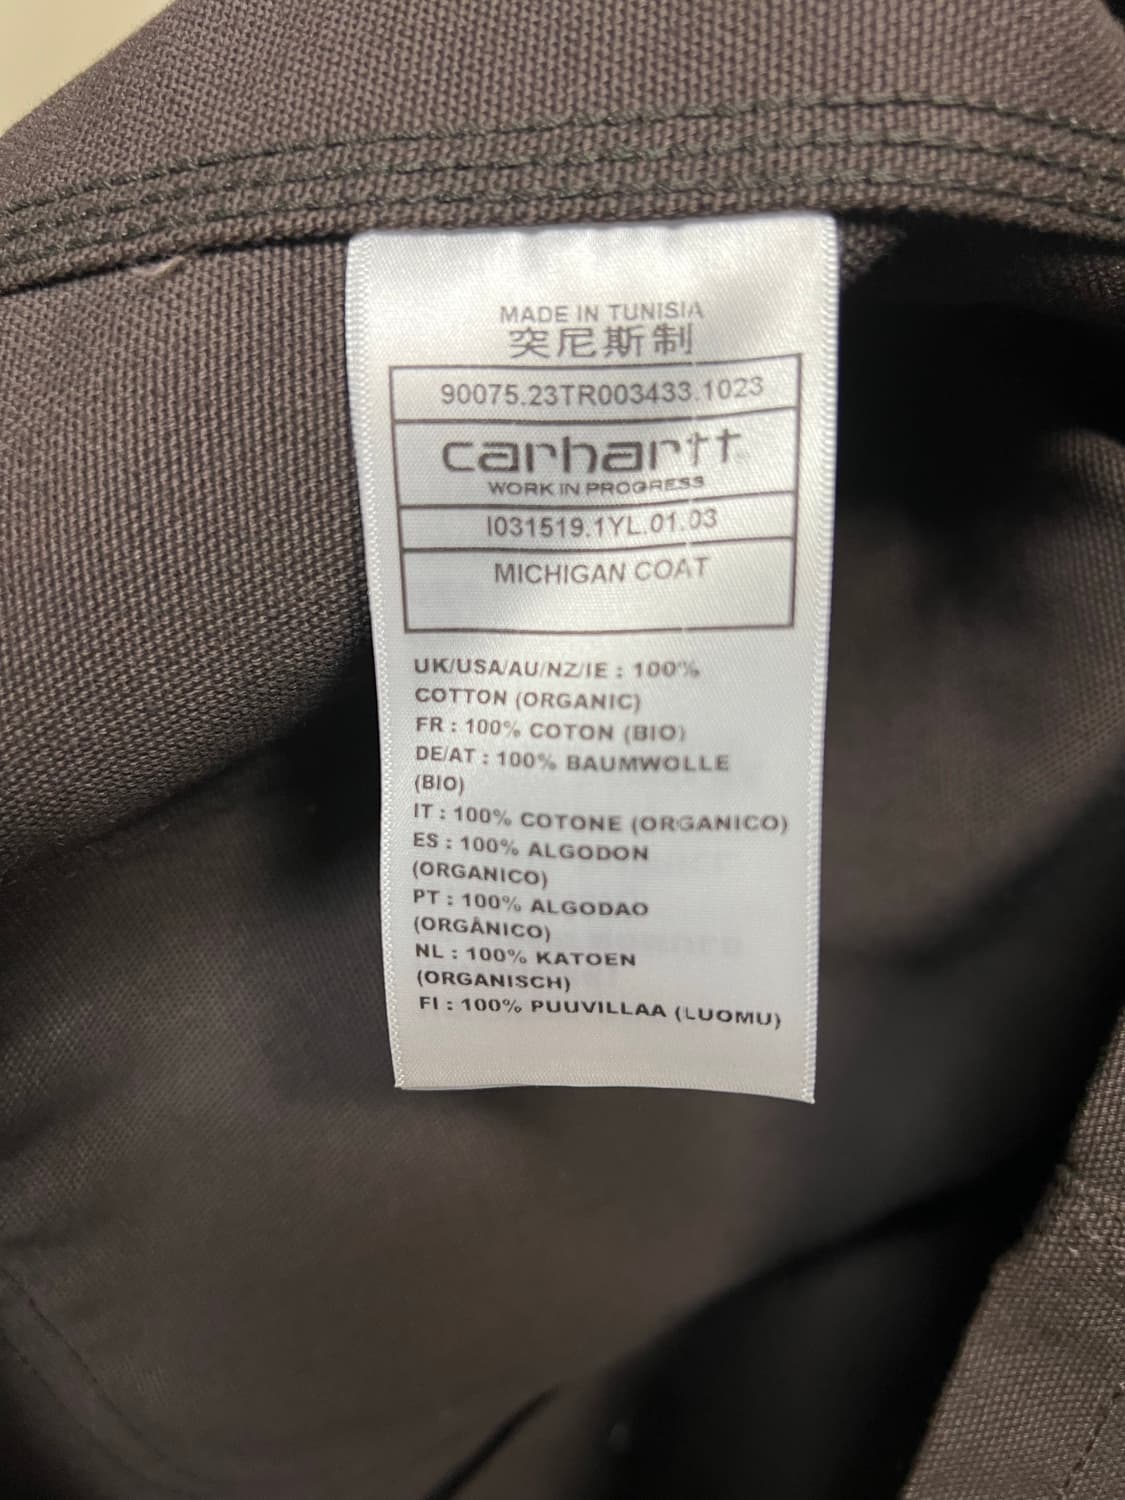 MADE IN TUNISIA
突尼斯制
90075.23TR003433.1023
carhartt
WORK IN PROGRESS
I031519.1YL.01.03
MICHIGAN COAT
UK/USA/AU/NZ/IE : 100%
COTTON (ORGANIC)
FR : 100% COTON (BIO)
DE/AT : 100% BAUMWOLLE
(BIO)
IT : 100% COTONE (ORGANICO)
ES : 100% ALGODON
(ORGANICO)
PT : 100% ALGODAO
(ORGÂNICO)
NL : 100% KATOEN
(ORGANISCH)
FI : 100% PUUVILLAA (LUOMU)